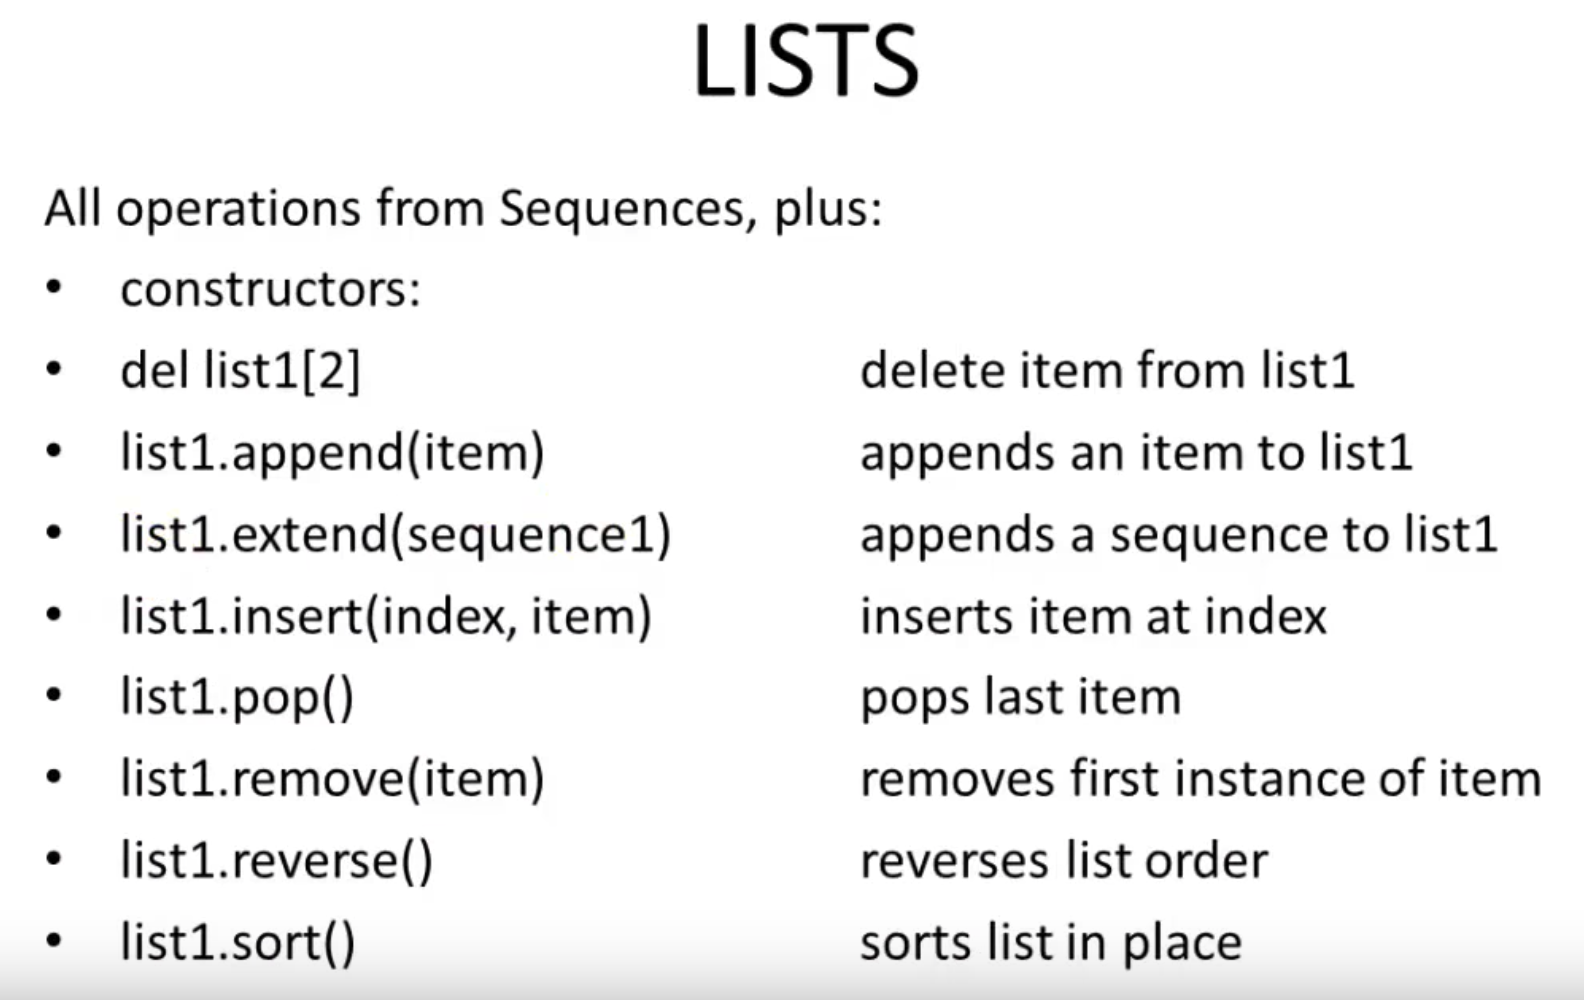 LISTS
All operations from Sequences, plus:
• constructors:
• del list1[2] delete item from list1
• list1.append(item) appends an item to list1
• list1.extend(sequence1) appends a sequence to list1
• list1.insert(index, item) inserts item at index
• list1.pop() pops last item
• list1.remove(item) removes first instance of item
• list1.reverse() reverses list order
• list1.sort() sorts list in place